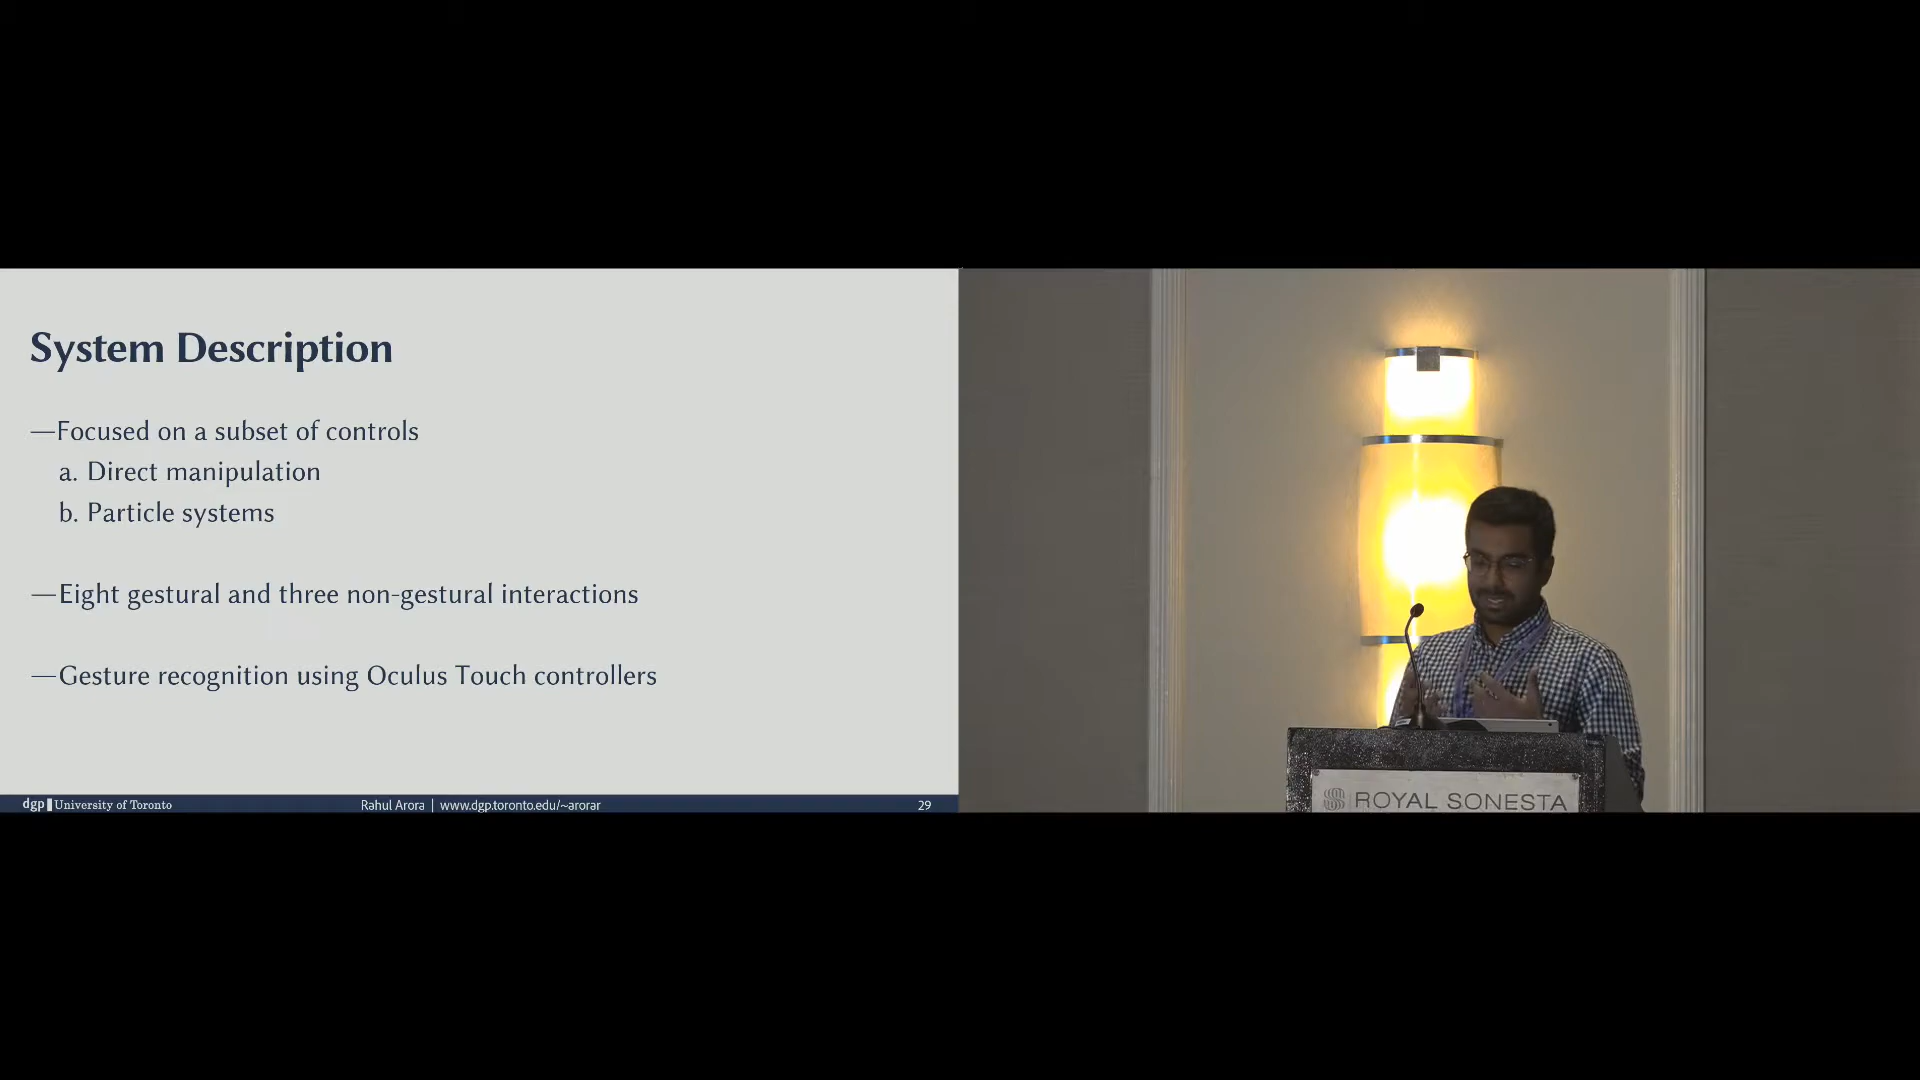 System Description
—Focused on a subset of controls
a. Direct manipulation
b. Particle systems
—Eight gestural and three non-gestural interactions
—Gesture recognition using Oculus Touch controllers
dgp University of Toronto
Rahul Arora | www.dgp.toronto.edu/~arorar
29
ROYAL SONESTA